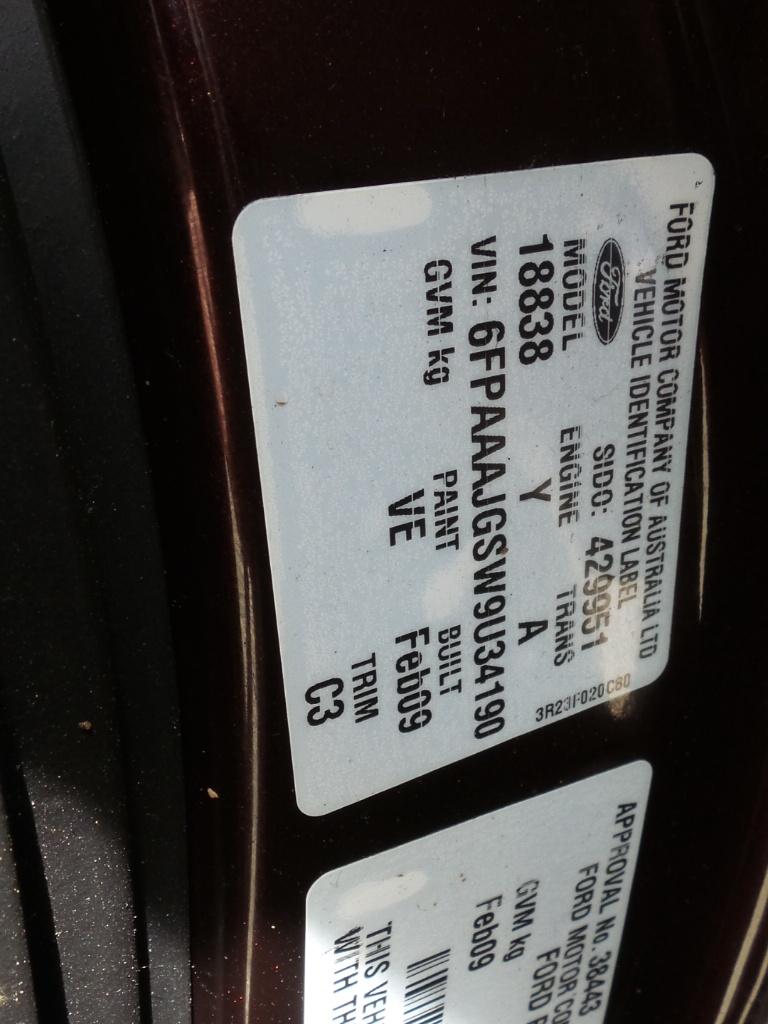 FORD MOTOR COMPANY OF AUSTRALIA LTD
VEHICLE IDENTIFICATION LABEL
Ford
SIDO: 429951
MODEL ENGINE TRANS
18838 Y A
3R23F020C80
VIN: 6FPAAAJGSW9U34190
GVM kg PAINT BUILT
VE Feb09
TRIM
C3
APPROVAL No. 38443
FORD MOTOR CO
FORD
GVM kg
Feb09
THIS VEH
WITH TH